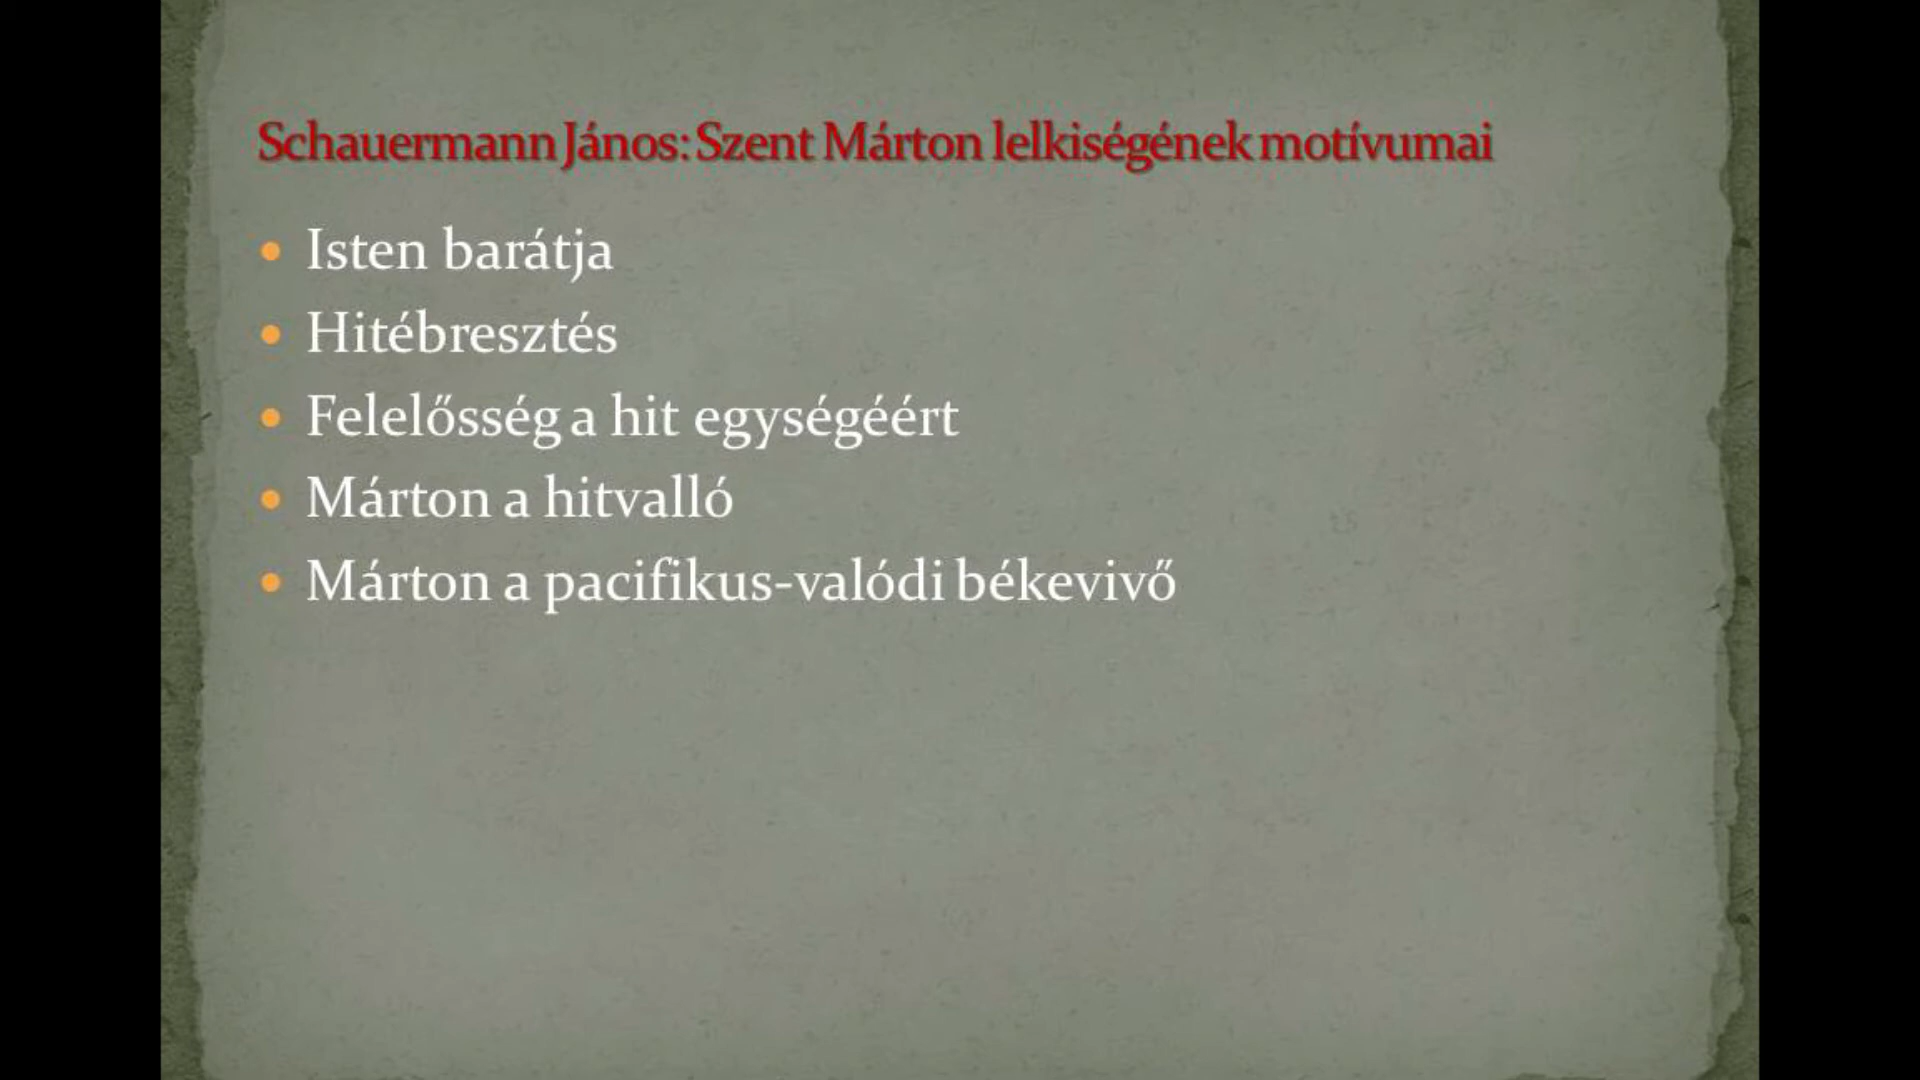 Schauermann János: Szent Márton lelkiségének motívumai
• Isten barátja
• Hitébresztés
• Felelősség a hit egységéért
• Márton a hitvalló
• Márton a pacifikus-valódi békevivő